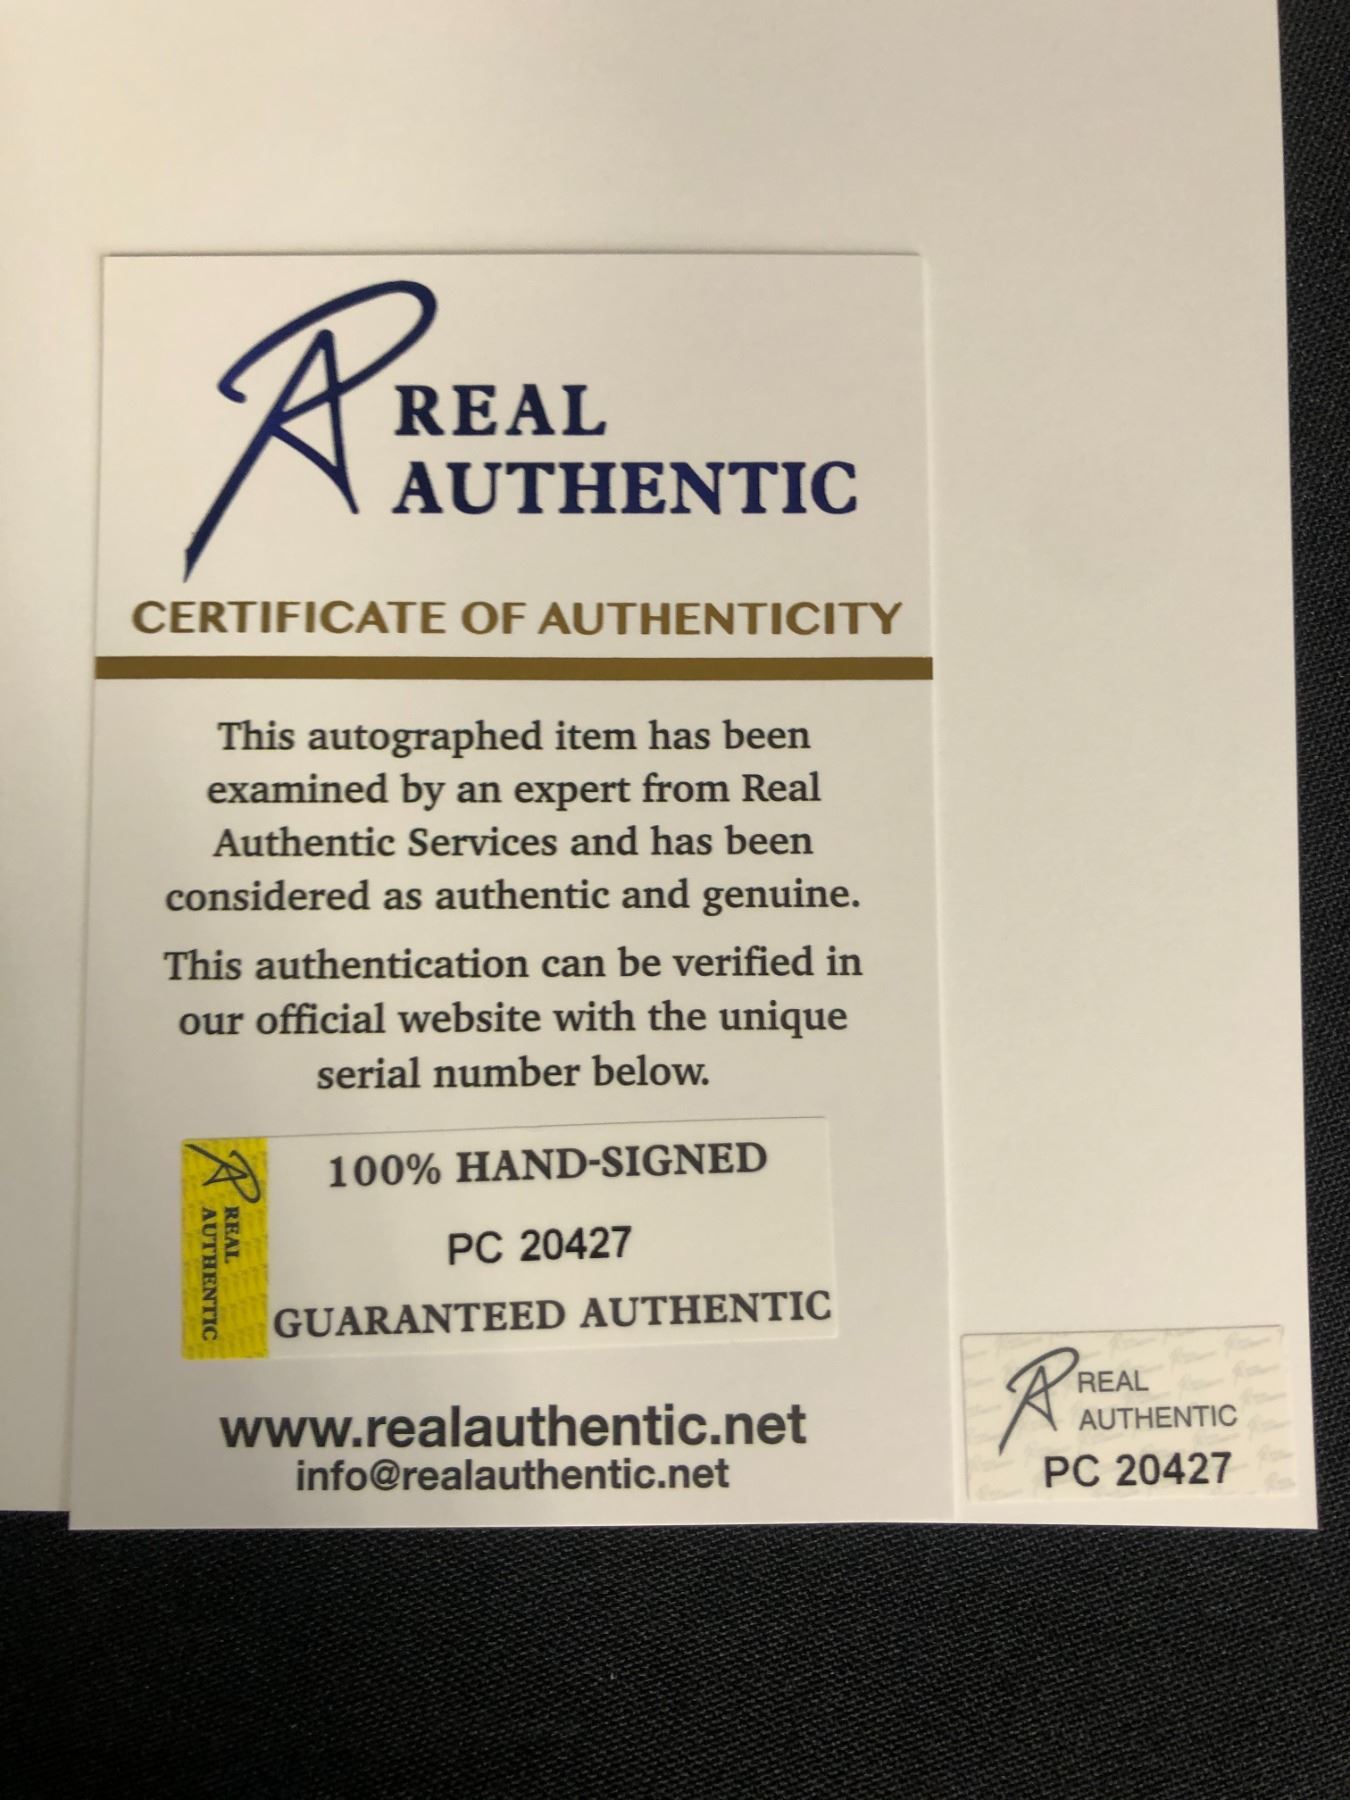 REAL
AUTHENTIC
CERTIFICATE OF AUTHENTICITY
This autographed item has been
examined by an expert from Real
Authentic Services and has been
considered as authentic and genuine.
This authentication can be verified in
our official website with the unique
serial number below.
REAL
AUTHENTIC
100% HAND-SIGNED
PC 20427
GUARANTEED AUTHENTIC
www.realauthentic.net
info@realauthentic.net
REAL
AUTHENTIC
PC 20427